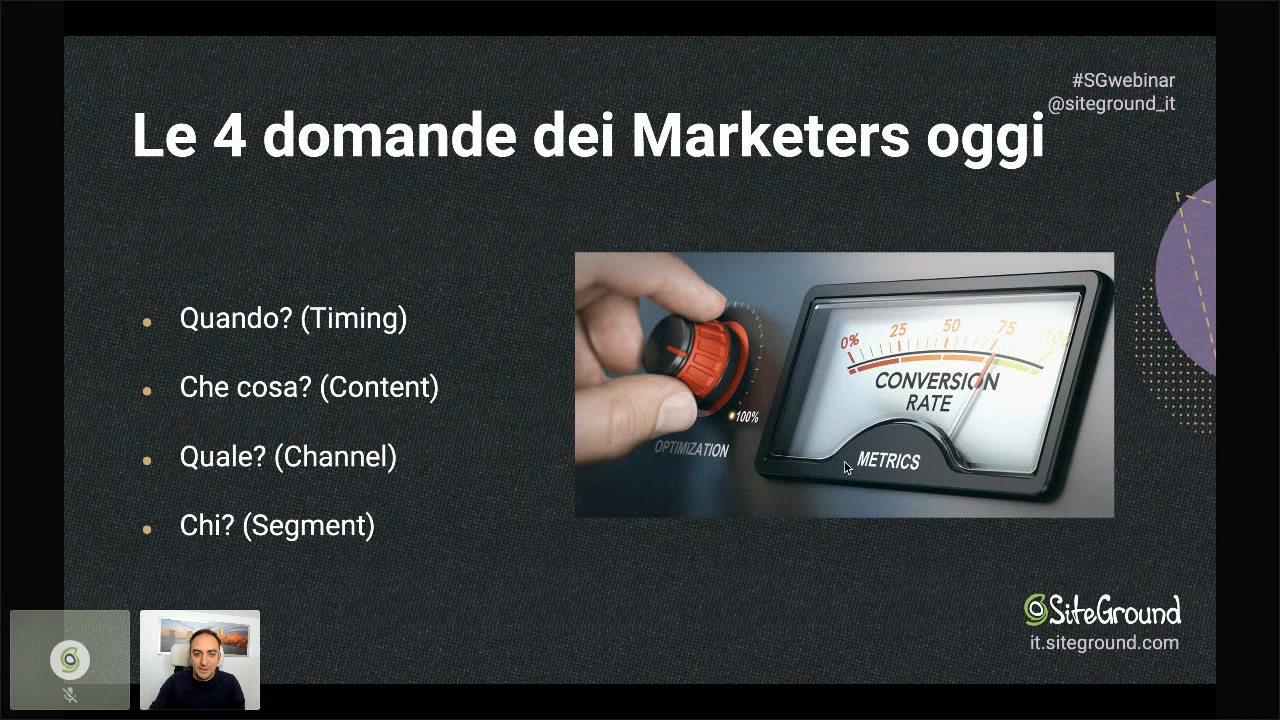 #SGwebinar
@siteground_it
Le 4 domande dei Marketers oggi
Quando? (Timing)
Che cosa? (Content)
Quale? (Channel)
Chi? (Segment)
0% 25 50 75 100
CONVERSION
RATE
METRICS
100%
OPTIMIZATION
SiteGround
it.siteground.com